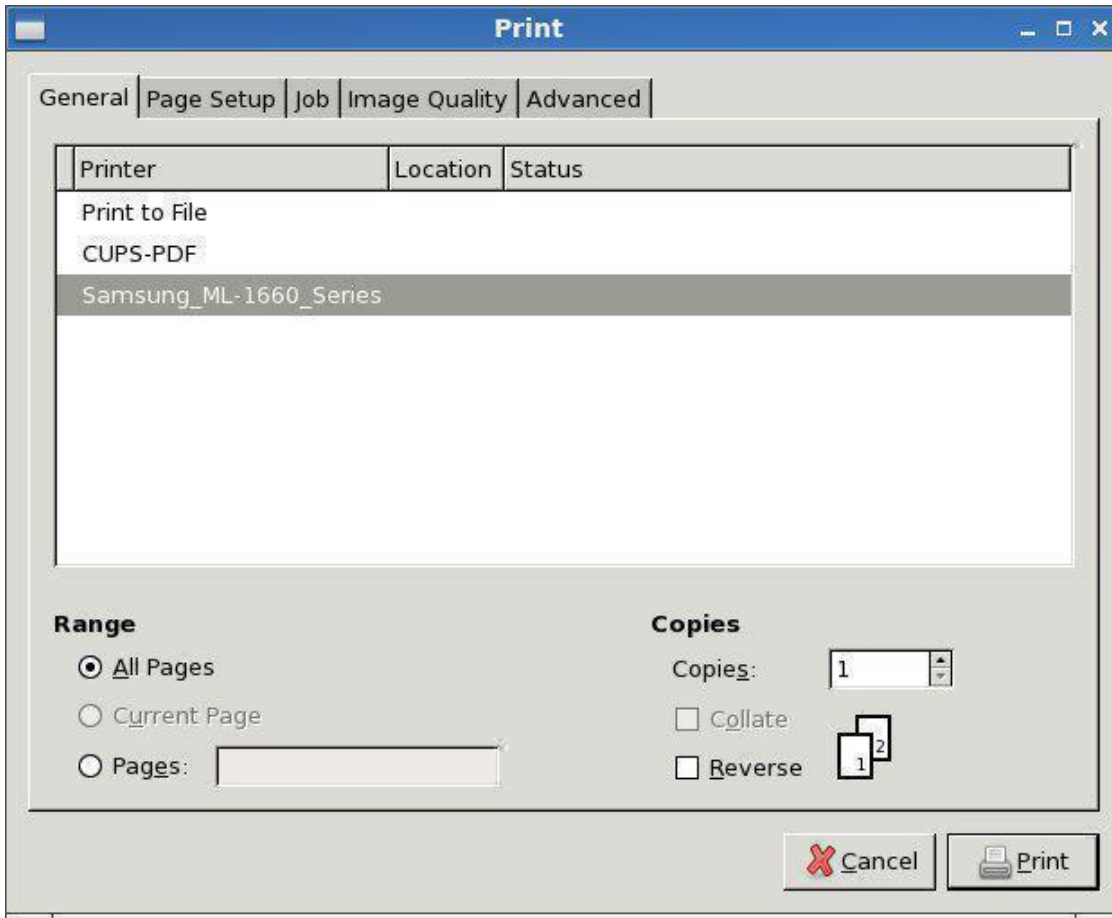 Print
General Page Setup Job Image Quality Advanced
Printer Location Status
Print to File
CUPS-PDF
Samsung_ML-1660_Series
Range Copies
All Pages Copies: 1
Current Page Collate
Pages: Reverse 1 2
Cancel Print